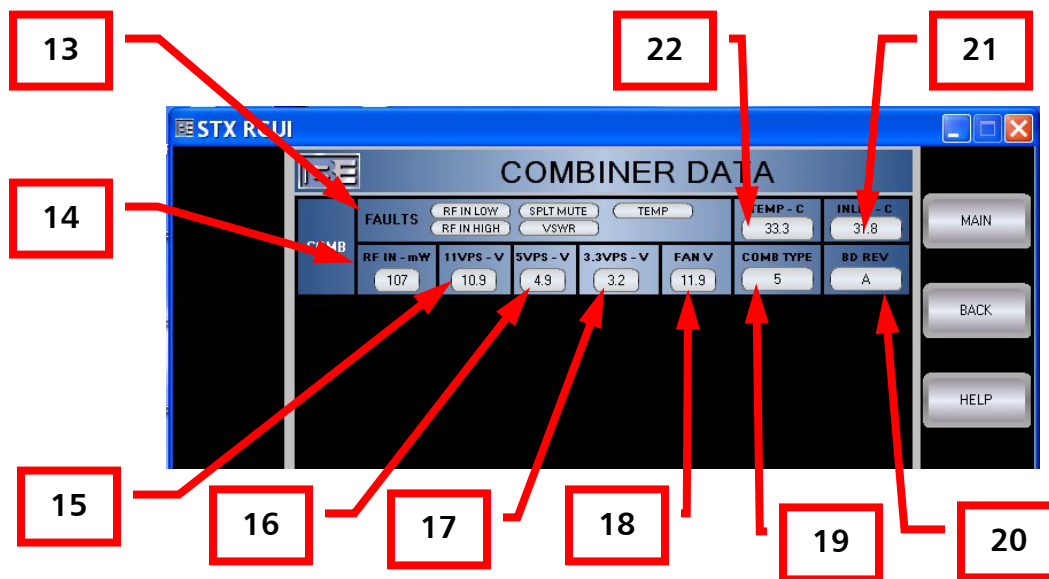 13
22
21
STX RGUI
COMBINER DATA
14
FAULTS
RF IN LOW
SPLT MUTE
TEMP
RF IN HIGH
VSWR
TEMP - C
33.3
31.8
MAIN
COMB
RF IN - mW
11VPS - V
5VPS - V
3.3VPS - V
FAN V
COMB TYPE
BD REV
107
10.9
4.9
3.2
11.9
5
A
BACK
HELP
15
16
17
18
19
20